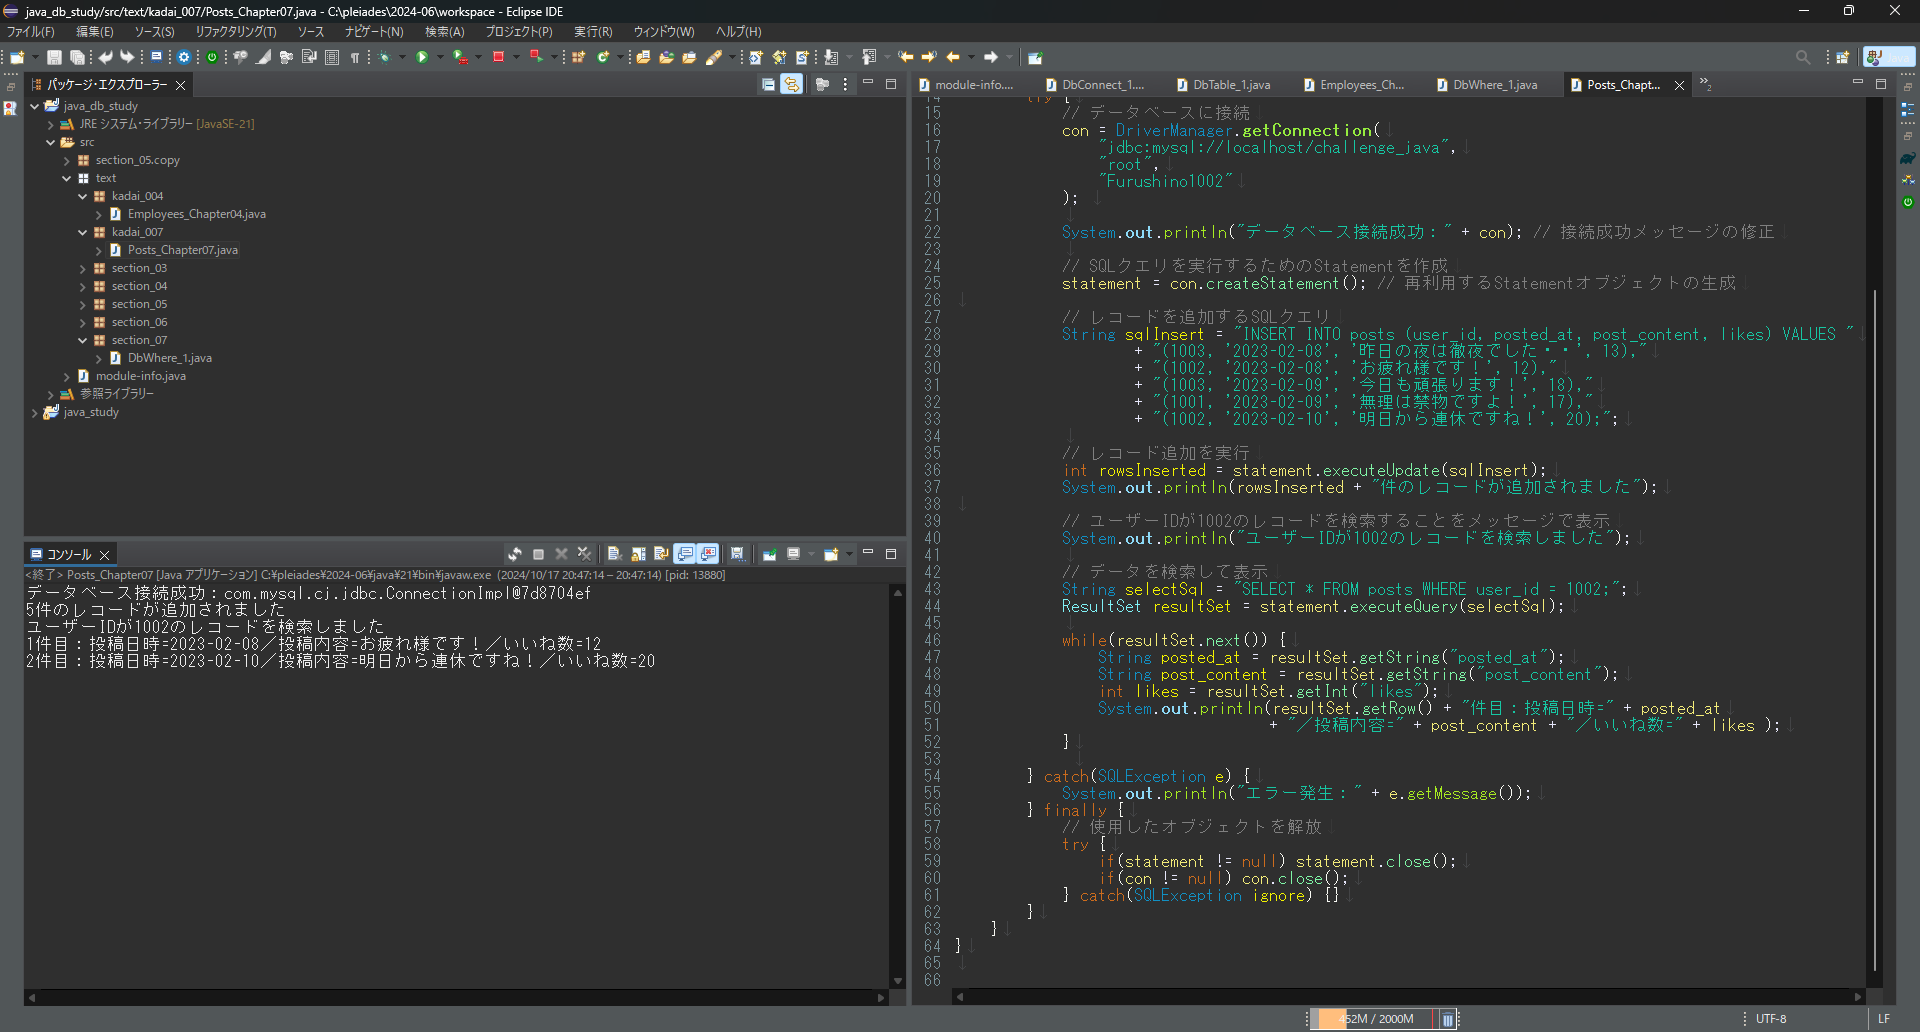 java_db_study/src/text/kadai_007/Posts_Chapter07.java - C:\pleiades\2024-06\workspace - Eclipse IDE
ファイル(F) 編集(E) ソース(S) リファクタリング(T) ソース ナビゲート(N) 検索(A) プロジェクト(P) 実行(R) ウィンドウ(W) ヘルプ(H)
パッケージ・エクスプローラー
java_db_study
JRE システム・ライブラリー [JavaSE-21]
src
section_05.copy
text
kadai_004
Employees_Chapter04.java
kadai_007
Posts_Chapter07.java
section_03
section_04
section_05
section_06
section_07
DbWhere_1.java
module-info.java
参照ライブラリー
java_study
コンソール
<終了> Posts_Chapter07 [Java アプリケーション] C:¥pleiades¥2024-06¥java¥21¥bin¥javaw.exe (2024/10/17 20:47:14 – 20:47:14) [pid: 13880]
データベース接続成功：com.mysql.cj.jdbc.ConnectionImpl@7d8704ef
5件のレコードが追加されました
ユーザーIDが1002のレコードを検索しました
1件目：投稿日時=2023-02-08／投稿内容=お疲れ様です！／いいね数=12
2件目：投稿日時=2023-02-10／投稿内容=明日から連休ですね！／いいね数=20
module-info.... DbConnect_1.... DbTable_1.java Employees_Ch... DbWhere_1.java Posts_Chapt... »2
14 try {
15 // データベースに接続
16 con = DriverManager.getConnection(
17 "jdbc:mysql://localhost/challenge_java",
18 "root",
19 "Furushino1002"
20 );
21
22 System.out.println("データベース接続成功：" + con); // 接続成功メッセージの修正
23
24 // SQLクエリを実行するためのStatementを作成
25 statement = con.createStatement(); // 再利用するStatementオブジェクトの生成
26
27 // レコードを追加するSQLクエリ
28 String sqlInsert = "INSERT INTO posts (user_id, posted_at, post_content, likes) VALUES "
29 + "(1003, '2023-02-08', '昨日の夜は徹夜でした・・', 13),"
30 + "(1002, '2023-02-08', 'お疲れ様です！', 12),"
31 + "(1003, '2023-02-09', '今日も頑張ります！', 18),"
32 + "(1001, '2023-02-09', '無理は禁物ですよ！', 17),"
33 + "(1002, '2023-02-10', '明日から連休ですね！', 20);";
34
35 // レコード追加を実行
36 int rowsInserted = statement.executeUpdate(sqlInsert);
37 System.out.println(rowsInserted + "件のレコードが追加されました");
38
39 // ユーザーIDが1002のレコードを検索することをメッセージで表示
40 System.out.println("ユーザーIDが1002のレコードを検索しました");
41
42 // データを検索して表示
43 String selectSql = "SELECT * FROM posts WHERE user_id = 1002;";
44 ResultSet resultSet = statement.executeQuery(selectSql);
45
46 while(resultSet.next()) {
47 String posted_at = resultSet.getString("posted_at");
48 String post_content = resultSet.getString("post_content");
49 int likes = resultSet.getInt("likes");
50 System.out.println(resultSet.getRow() + "件目：投稿日時=" + posted_at
51 + "／投稿内容=" + post_content + "／いいね数=" + likes );
52 }
53
54 } catch(SQLException e) {
55 System.out.println("エラー発生：" + e.getMessage());
56 } finally {
57 // 使用したオブジェクトを解放
58 try {
59 if(statement != null) statement.close();
60 if(con != null) con.close();
61 } catch(SQLException ignore) {}
62 }
63 }
64 }
65
66
452M / 2000M UTF-8 LF